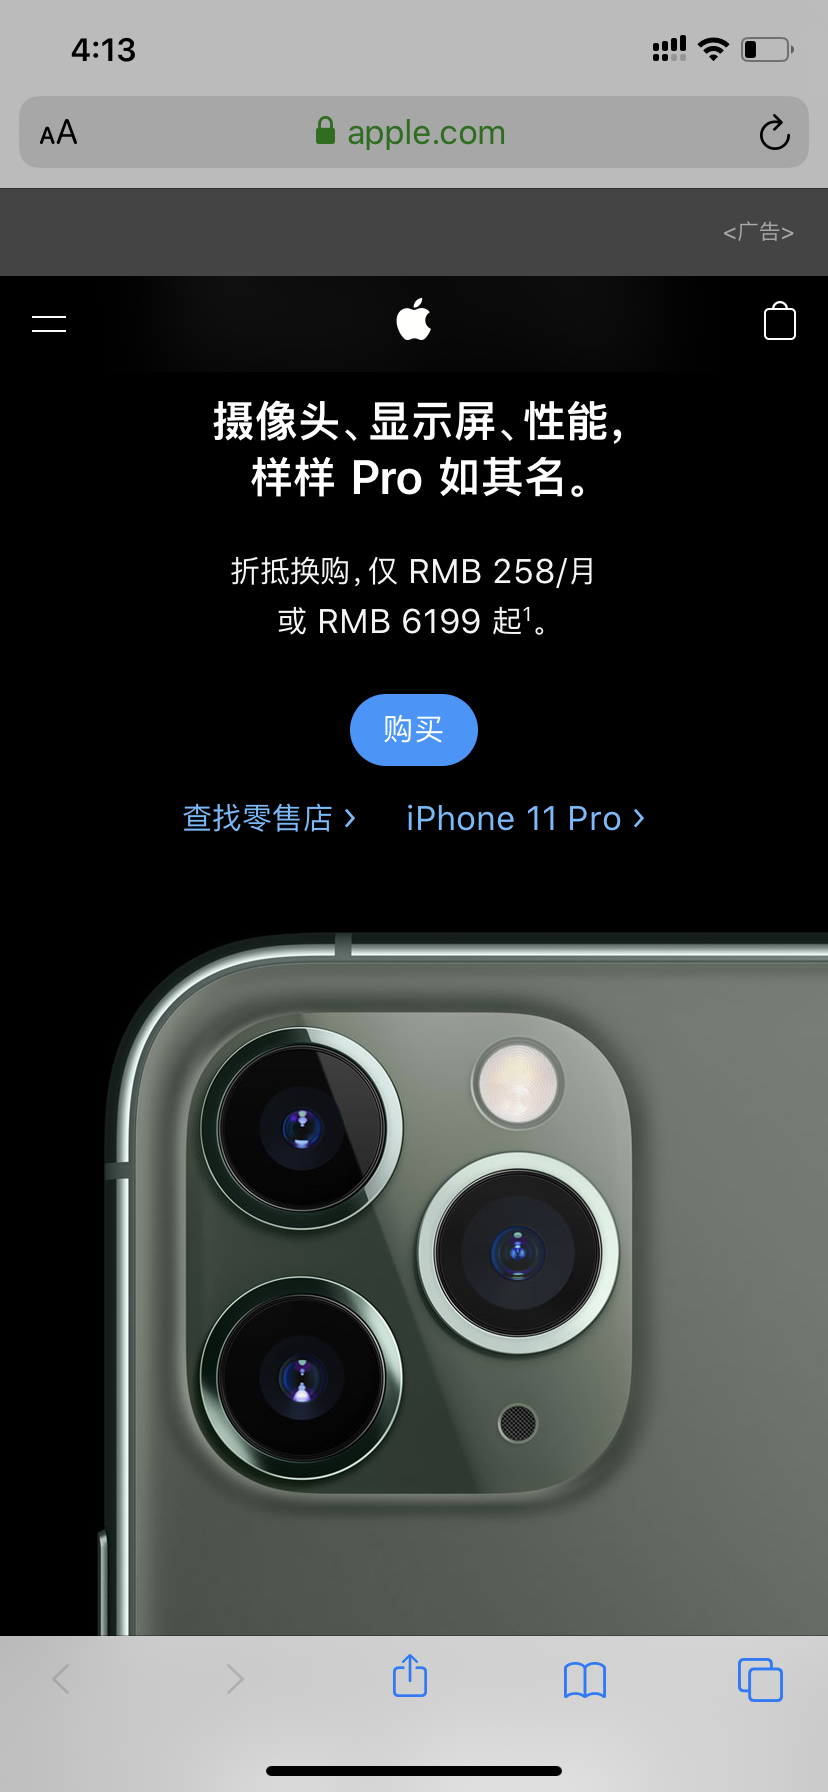 4:13
AA
apple.com
<广告>
摄像头、显示屏、性能，
样样 Pro 如其名。
折抵换购，仅 RMB 258/月
或 RMB 6199 起¹。
购买
查找零售店 >
iPhone 11 Pro >